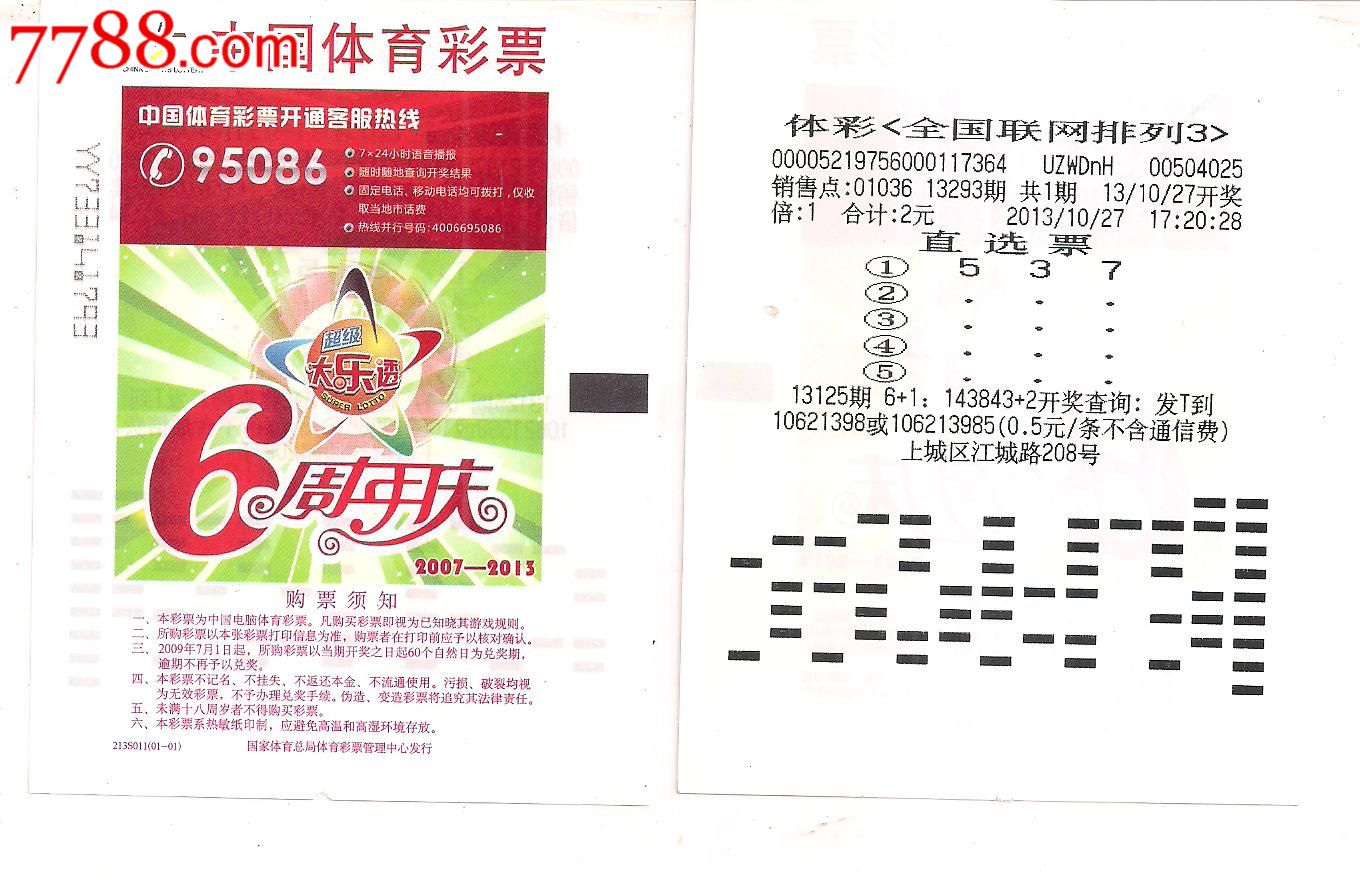 7788.com
中国体育彩票
中国体育彩票开通客服热线
95086
7×24小时语音播报
随时随地查询开奖结果
固定电话、移动电话均可拨打,仅收
取当地市话费
热线并行号码:4006695086
YY73314793
超级
大乐透
SUPER LOTTO
6周年庆
2007—2013
购票须知
一、本彩票为中国电脑体育彩票。凡购买彩票即视为已知晓其游戏规则。
二、所购彩票以本张彩票打印信息为准,购票者在打印前应予以核对确认。
三、2009年7月1日起,所购彩票以当期开奖之日起60个自然日为兑奖期,
逾期不再予以兑奖。
四、本彩票不记名、不挂失、不返还本金、不流通使用。污损、破裂均视
为无效彩票,不予办理兑奖手续。伪造、变造彩票将追究其法律责任。
五、未满十八周岁者不得购买彩票。
六、本彩票系热敏纸印制,应避免高温和高湿环境存放。
213S011(01-01) 国家体育总局体育彩票管理中心发行
体彩<全国联网排列3>
00005219756000117364 UZWDnH 00504025
销售点:01036 13293期 共1期 13/10/27开奖
倍:1 合计:2元 2013/10/27 17:20:28
直选票
① 5 3 7
② . . .
③ . . .
④ . . .
⑤ . . .
13125期 6+1: 143843+2开奖查询: 发T到
10621398或106213985(0.5元/条不含通信费)
上城区江城路208号